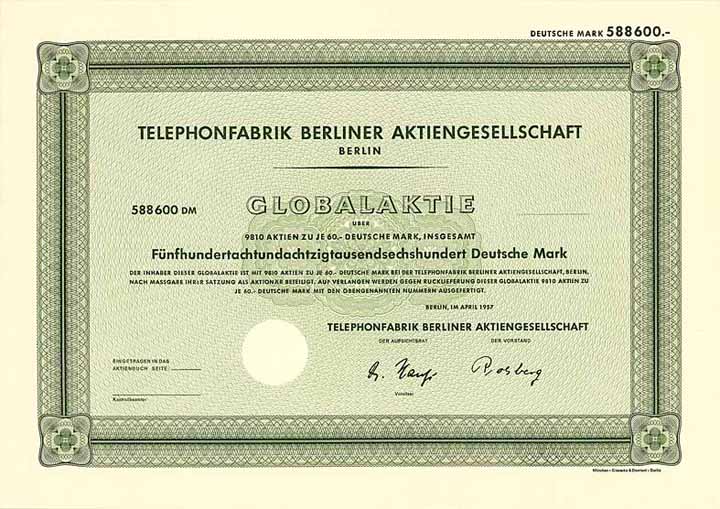 DEUTSCHE MARK 588600.-
TELEPHONFABRIK BERLINER AKTIENGESELLSCHAFT
BERLIN
588600 DM
GLOBALAKTIE
ÜBER
9810 AKTIEN ZU JE 60.- DEUTSCHE MARK, INSGESAMT
Fünfhundertachtundachtzigtausendsechshundert Deutsche Mark
DER INHABER DIESER GLOBALAKTIE IST MIT 9810 AKTIEN ZU JE 60.- DEUTSCHE MARK BEI DER TELEPHONFABRIK BERLINER AKTIENGESELLSCHAFT, BERLIN,
NACH MASSGABE IHRER SATZUNG ALS AKTIONÄR BETEILIGT. AUF VERLANGEN WERDEN GEGEN RÜCKLIEFERUNG DIESER GLOBALAKTIE 9810 AKTIEN ZU
JE 60.- DEUTSCHE MARK MIT DEN OBENGENANNTEN NUMMERN AUSGEFERTIGT.
BERLIN, IM APRIL 1957
TELEPHONFABRIK BERLINER AKTIENGESELLSCHAFT
DER AUFSICHTSRAT DER VORSTAND
EINGETRAGEN IN DAS
AKTIENBUCH SEITE:
Vorsitzer
Kontrollbeamter